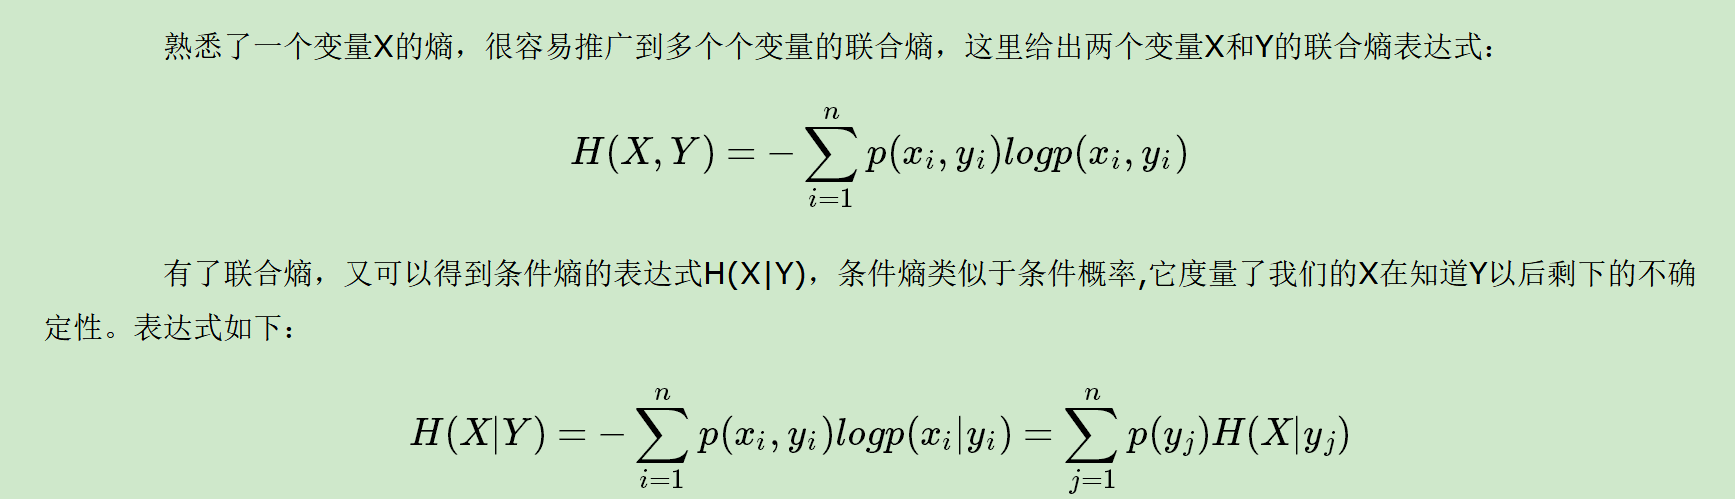 熟悉了一个变量X的熵，很容易推广到多个个变量的联合熵，这里给出两个变量X和Y的联合熵表达式：
$$H(X,Y) = -\sum_{i=1}^{n} p(x_i,y_i)logp(x_i,y_i)$$
有了联合熵，又可以得到条件熵的表达式H(X|Y)，条件熵类似于条件概率,它度量了我们的X在知道Y以后剩下的不确
定性。表达式如下：
$$H(X|Y) = -\sum_{i=1}^{n} p(x_i,y_i)logp(x_i|y_i) = \sum_{j=1}^{n} p(y_j)H(X|y_j)$$